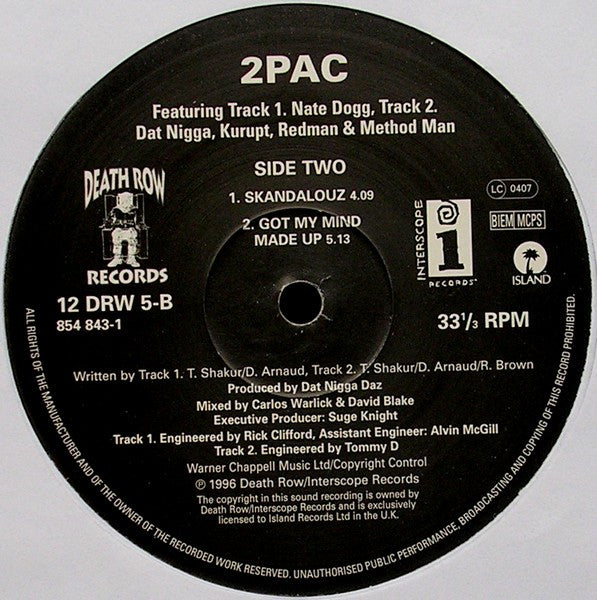 2PAC
Featuring Track 1. Nate Dogg, Track 2.
Dat Nigga, Kurupt, Redman & Method Man
SIDE TWO
1. SKANDALOUZ 4.09
2. GOT MY MIND
MADE UP 5.13
DEATH ROW
RECORDS
12 DRW 5-B
854 843-1
INTERSCOPE
RECORDS
LC 0407
BIEM MCPS
ISLAND
33 1/3 RPM
Written by Track 1. T. Shakur/D. Arnaud, Track 2. T. Shakur/D. Arnaud/R. Brown
Produced by Dat Nigga Daz
Mixed by Carlos Warlick & David Blake
Executive Producer: Suge Knight
Track 1. Engineered by Rick Clifford, Assistant Engineer: Alvin McGill
Track 2. Engineered by Tommy D
Warner Chappell Music Ltd/Copyright Control
℗ 1996 Death Row/Interscope Records
The copyright in this sound recording is owned by
Death Row/Interscope Records and is exclusively
licensed to Island Records Ltd in the U.K.
ALL RIGHTS OF THE MANUFACTURER AND OF THE OWNER OF THE RECORDED WORK RESERVED. UNAUTHORISED PUBLIC PERFORMANCE, BROADCASTING AND COPYING OF THIS RECORD PROHIBITED.